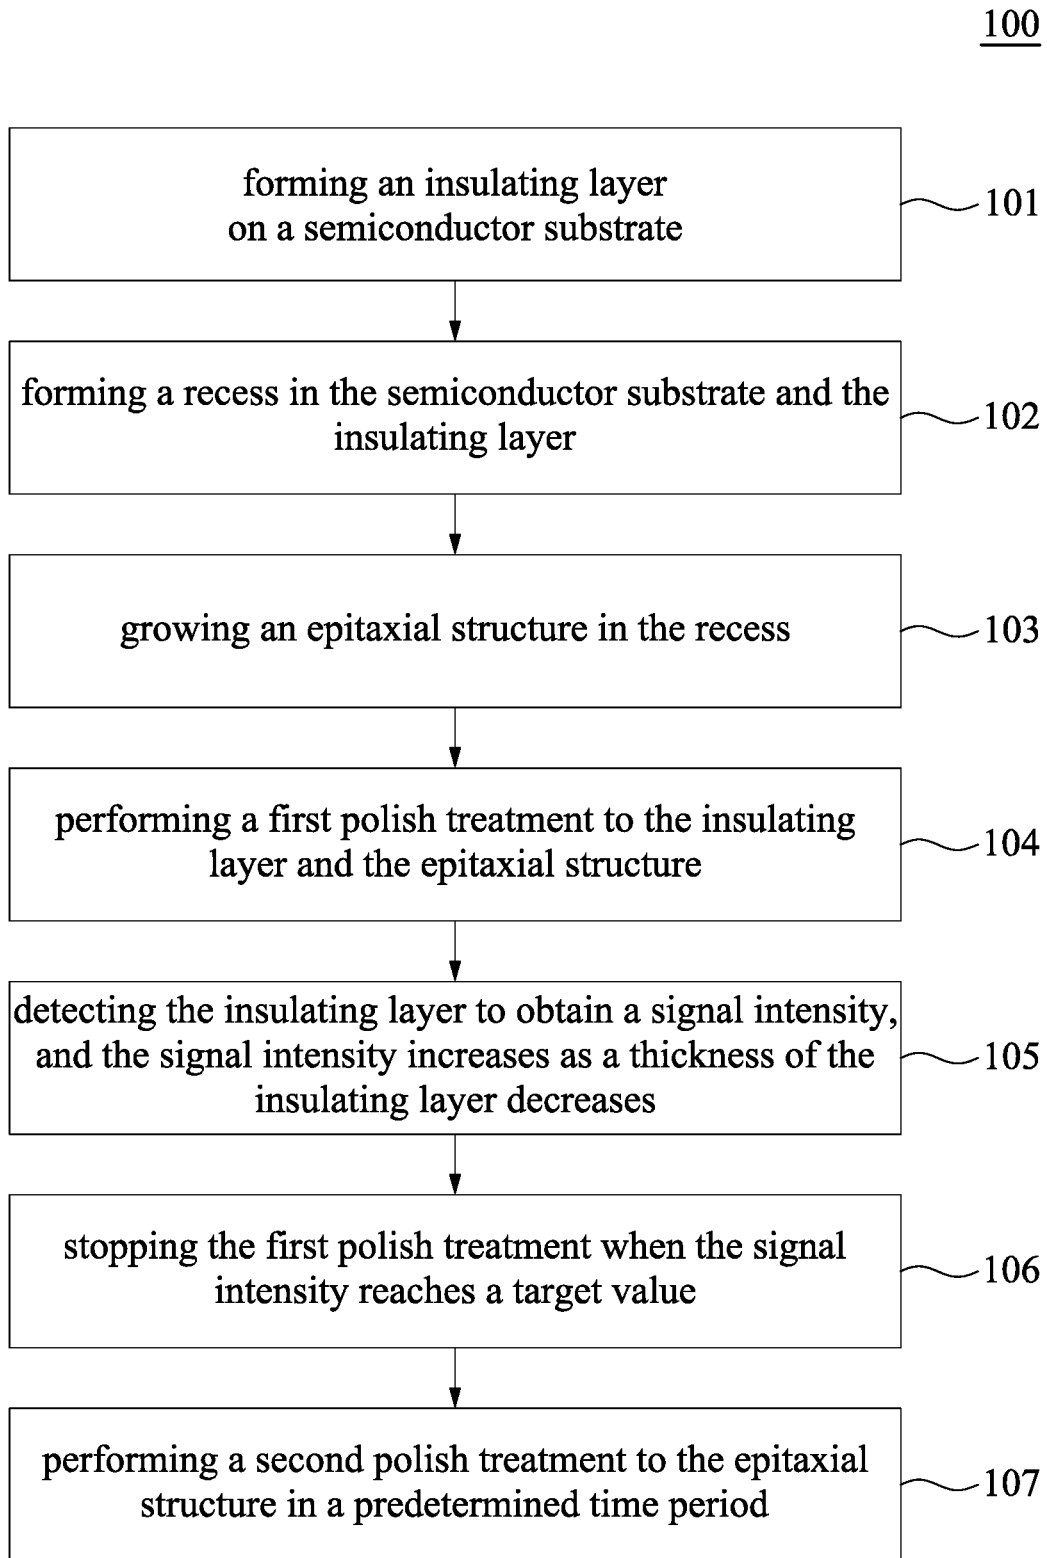 100
forming an insulating layer
on a semiconductor substrate
101
forming a recess in the semiconductor substrate and the
insulating layer
102
growing an epitaxial structure in the recess
103
performing a first polish treatment to the insulating
layer and the epitaxial structure
104
detecting the insulating layer to obtain a signal intensity,
and the signal intensity increases as a thickness of the
insulating layer decreases
105
stopping the first polish treatment when the signal
intensity reaches a target value
106
performing a second polish treatment to the epitaxial
structure in a predetermined time period
107